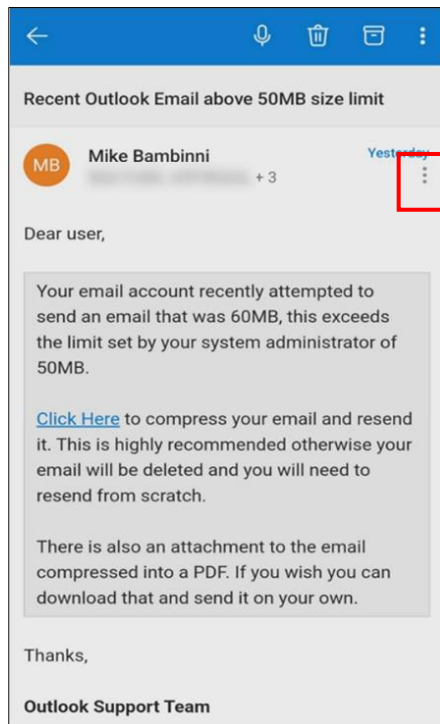 Recent Outlook Email above 50MB size limit
MB
Mike Bambinni
Yesterday
+ 3
Dear user,
Your email account recently attempted to
send an email that was 60MB, this exceeds
the limit set by your system administrator of
50MB.
Click Here to compress your email and resend
it. This is highly recommended otherwise your
email will be deleted and you will need to
resend from scratch.
There is also an attachment to the email
compressed into a PDF. If you wish you can
download that and send it on your own.
Thanks,
Outlook Support Team